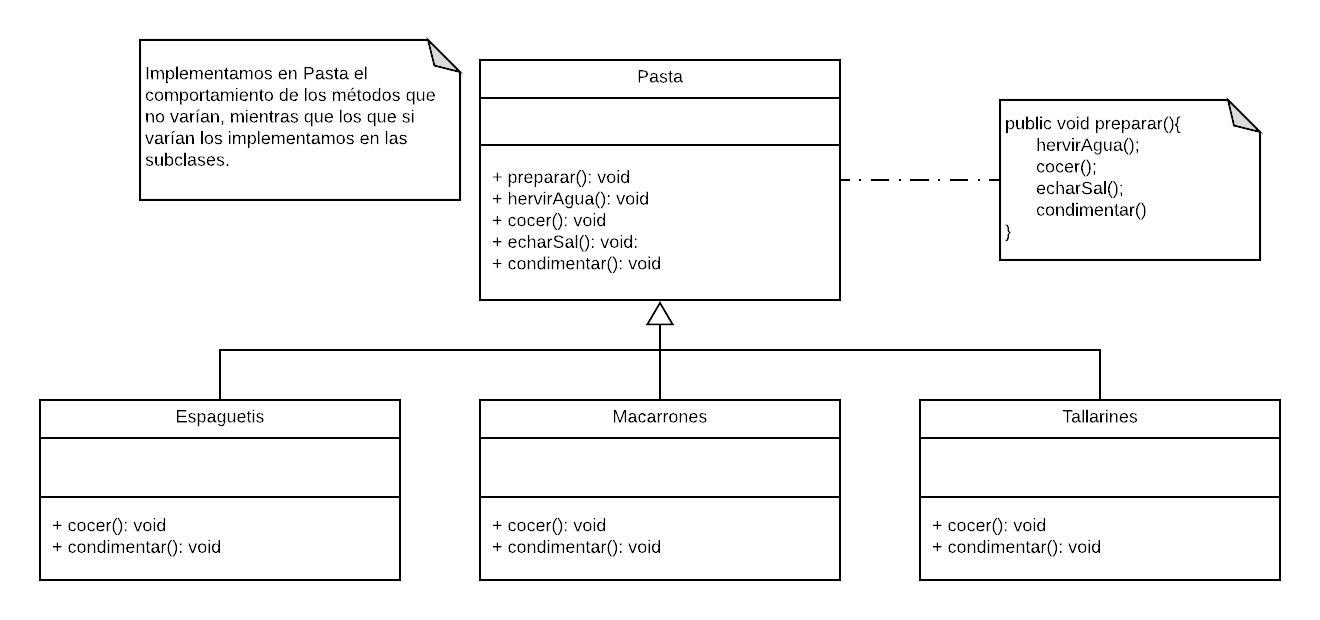 Implementamos en Pasta el
comportamiento de los métodos que
no varían, mientras que los que si
varían los implementamos en las
subclases.
Pasta
+ preparar(): void
+ hervirAgua(): void
+ cocer(): void
+ echarSal(): void:
+ condimentar(): void
public void preparar(){
hervirAgua();
cocer();
echarSal();
condimentar()
}
Espaguetis
+ cocer(): void
+ condimentar(): void
Macarrones
+ cocer(): void
+ condimentar(): void
Tallarines
+ cocer(): void
+ condimentar(): void